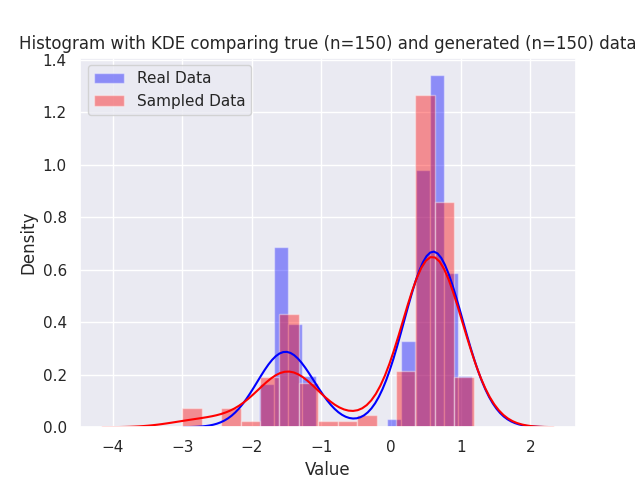 Histogram with KDE comparing true (n=150) and generated (n=150) data
Real Data
Sampled Data
Density
1.4
1.2
1.0
0.8
0.6
0.4
0.2
0.0
−4 −3 −2 −1 0 1 2
Value